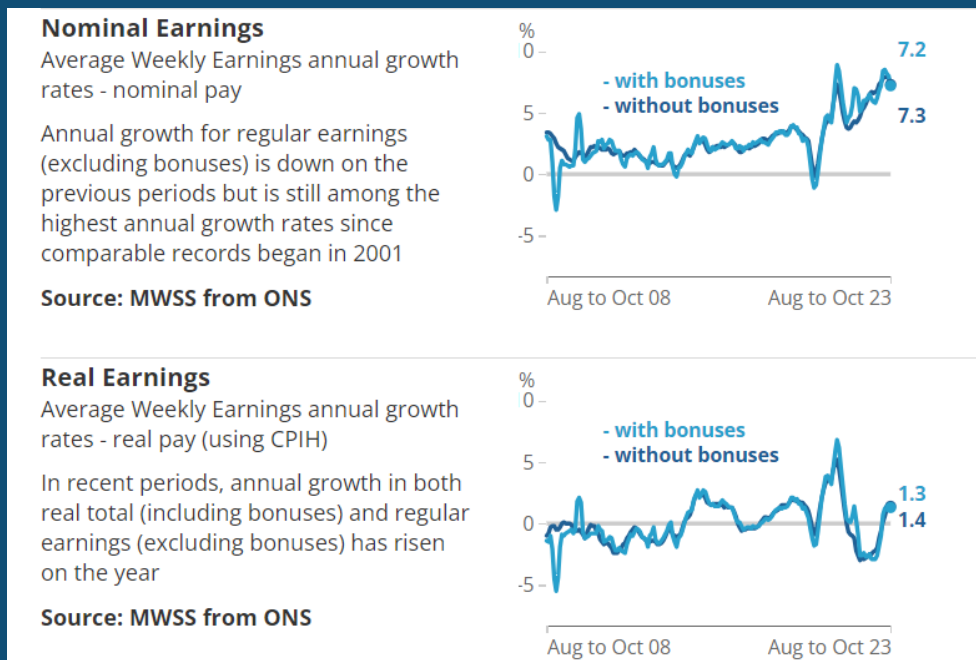 Nominal Earnings
Average Weekly Earnings annual growth
rates - nominal pay
Annual growth for regular earnings
(excluding bonuses) is down on the
previous periods but is still among the
highest annual growth rates since
comparable records began in 2001
Source: MWSS from ONS
%
0
- with bonuses
- without bonuses
7.2
7.3
5
0
-5
Aug to Oct 08
Aug to Oct 23
Real Earnings
Average Weekly Earnings annual growth
rates - real pay (using CPIH)
In recent periods, annual growth in both
real total (including bonuses) and regular
earnings (excluding bonuses) has risen
on the year
Source: MWSS from ONS
%
0
- with bonuses
- without bonuses
5
1.3
1.4
0
-5
Aug to Oct 08
Aug to Oct 23